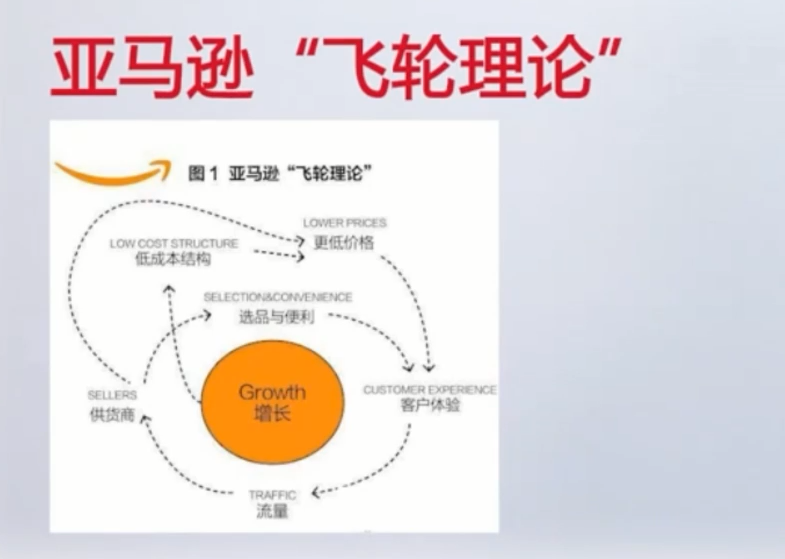 亚马逊“飞轮理论”
图1 亚马逊“飞轮理论”
LOWER PRICES
更低价格
LOW COST STRUCTURE
低成本结构
SELECTION&CONVENIENCE
选品与便利
Growth
增长
SELLERS
供货商
CUSTOMER EXPERIENCE
客户体验
TRAFFIC
流量